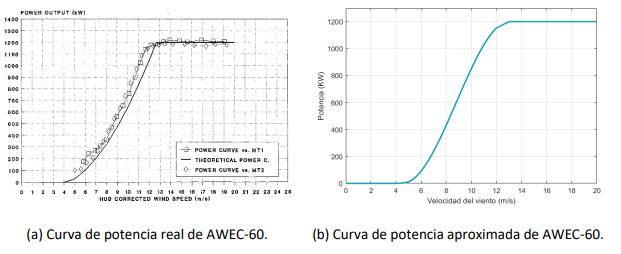 POWER OUTPUT (kW)
1400
1300
1200
1100
1000
900
800
700
600
500
400
300
200
100
0
0 1 2 3 4 5 6 7 8 9 10 11 12 13 14 15 16 17 18 19 20 21 22 23 24 25 26
HUB CORRECTED WIND SPEED (m/s)
POWER CURVE vs. MT1
THEORETICAL POWER C.
POWER CURVE vs. MT2
(a) Curva de potencia real de AWEC-60.
Potencia (KW)
1200
1000
800
600
400
200
0
0 2 4 6 8 10 12 14 16 18 20
Velocidad del viento (m/s)
(b) Curva de potencia aproximada de AWEC-60.